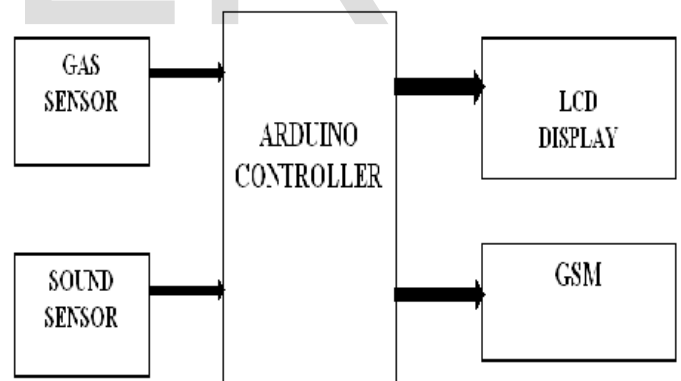 GAS
SENSOR
ARDUINO
CONTROLLER
LCD
DISPLAY
SOUND
SENSOR
GSM